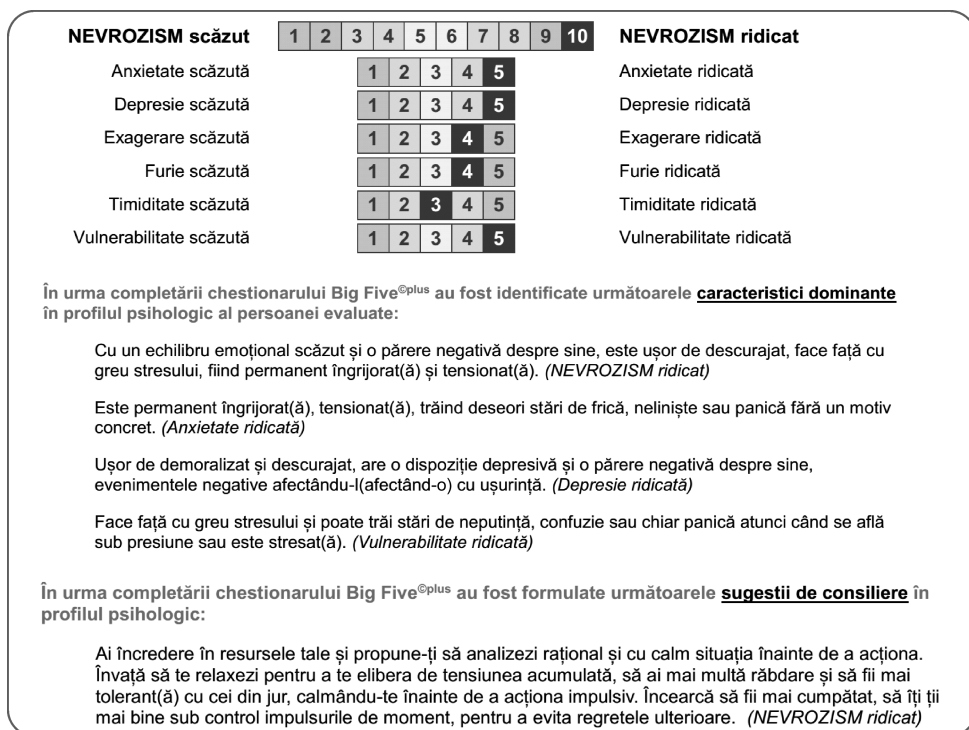 NEVROZISM scăzut 1 2 3 4 5 6 7 8 9 10 NEVROZISM ridicat
Anxietate scăzută 1 2 3 4 5 Anxietate ridicată
Depresie scăzută 1 2 3 4 5 Depresie ridicată
Exagerare scăzută 1 2 3 4 5 Exagerare ridicată
Furie scăzută 1 2 3 4 5 Furie ridicată
Timiditate scăzută 1 2 3 4 5 Timiditate ridicată
Vulnerabilitate scăzută 1 2 3 4 5 Vulnerabilitate ridicată
În urma completării chestionarului Big Five©plus au fost identificate următoarele caracteristici dominante
în profilul psihologic al persoanei evaluate:
Cu un echilibru emoțional scăzut și o părere negativă despre sine, este ușor de descurajat, face față cu
greu stresului, fiind permanent îngrijorat(ă) și tensionat(ă). (NEVROZISM ridicat)
Este permanent îngrijorat(ă), tensionat(ă), trăind deseori stări de frică, neliniște sau panică fără un motiv
concret. (Anxietate ridicată)
Ușor de demoralizat și descurajat, are o dispoziție depresivă și o părere negativă despre sine,
evenimentele negative afectându-l(afectând-o) cu ușurință. (Depresie ridicată)
Face față cu greu stresului și poate trăi stări de neputință, confuzie sau chiar panică atunci când se află
sub presiune sau este stresat(ă). (Vulnerabilitate ridicată)
În urma completării chestionarului Big Five©plus au fost formulate următoarele sugestii de consiliere în
profilul psihologic:
Ai încredere în resursele tale și propune-ți să analizezi rațional și cu calm situația înainte de a acționa.
Învață să te relaxezi pentru a te elibera de tensiunea acumulată, să ai mai multă răbdare și să fii mai
tolerant(ă) cu cei din jur, calmându-te înainte de a acționa impulsiv. Încearcă să fii mai cumpătat, să îți ții
mai bine sub control impulsurile de moment, pentru a evita regretele ulterioare. (NEVROZISM ridicat)